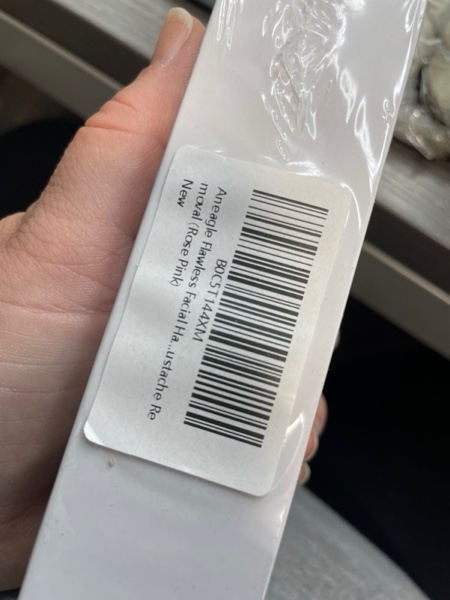 B0C5T144XM
Aneagle Flawless Facial Ha...ustache Re
moval (Rose Pink)
New